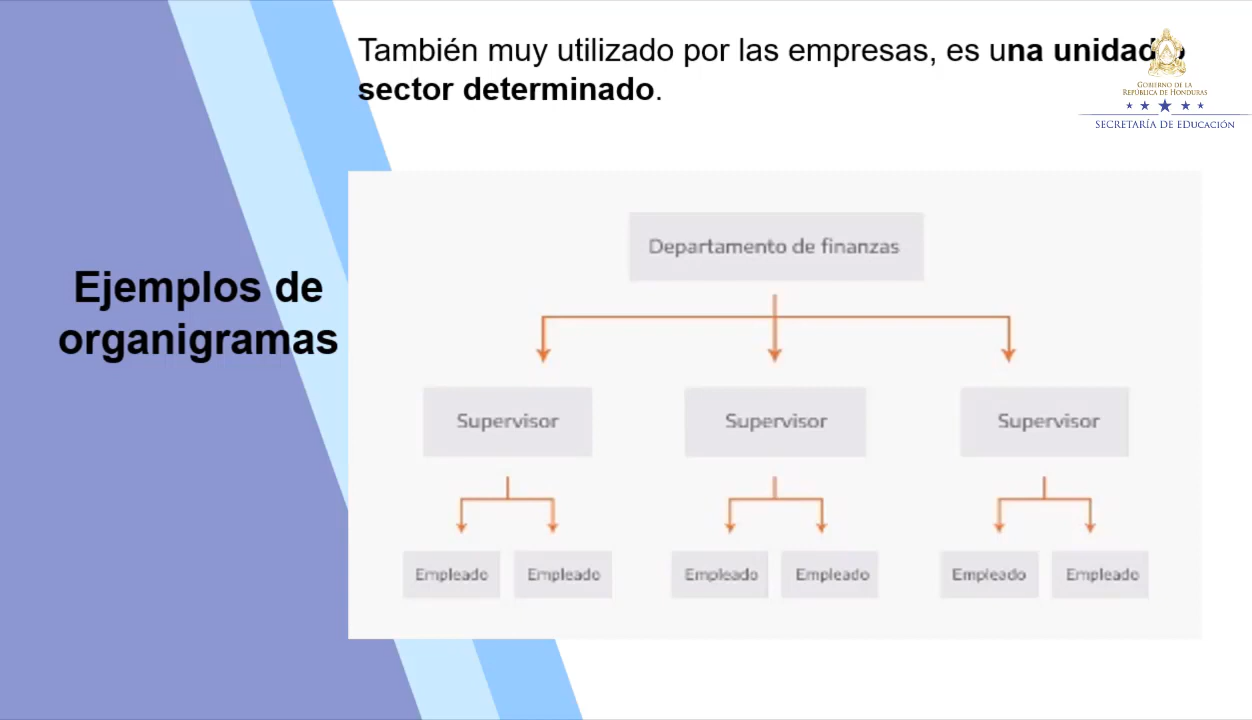 También muy utilizado por las empresas, es una unidad o
sector determinado.
GOBIERNO DE LA
REPÚBLICA DE HONDURAS
SECRETARÍA DE EDUCACIÓN
Ejemplos de
organigramas
Departamento de finanzas
Supervisor Supervisor Supervisor
Empleado Empleado Empleado Empleado Empleado Empleado